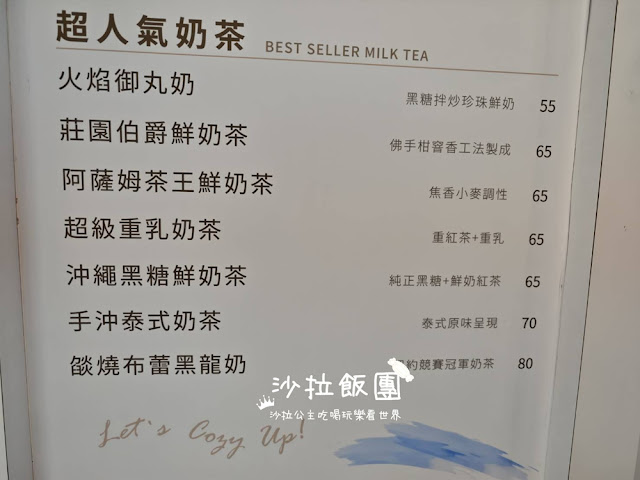 超人氣奶茶 BEST SELLER MILK TEA
火焰御丸奶 黑糖拌炒珍珠鮮奶 55
莊園伯爵鮮奶茶 佛手柑窨香工法製成 65
阿薩姆茶王鮮奶茶 焦香小麥調性 65
超級重乳奶茶 重紅茶+重乳 65
沖繩黑糖鮮奶茶 純正黑糖+鮮奶紅茶 65
手沖泰式奶茶 泰式原味呈現 70
燄燒布蕾黑龍奶 約競賽冠軍奶茶 80
沙拉飯團
沙拉公主吃喝玩樂看世界
Let's Cozy Up!